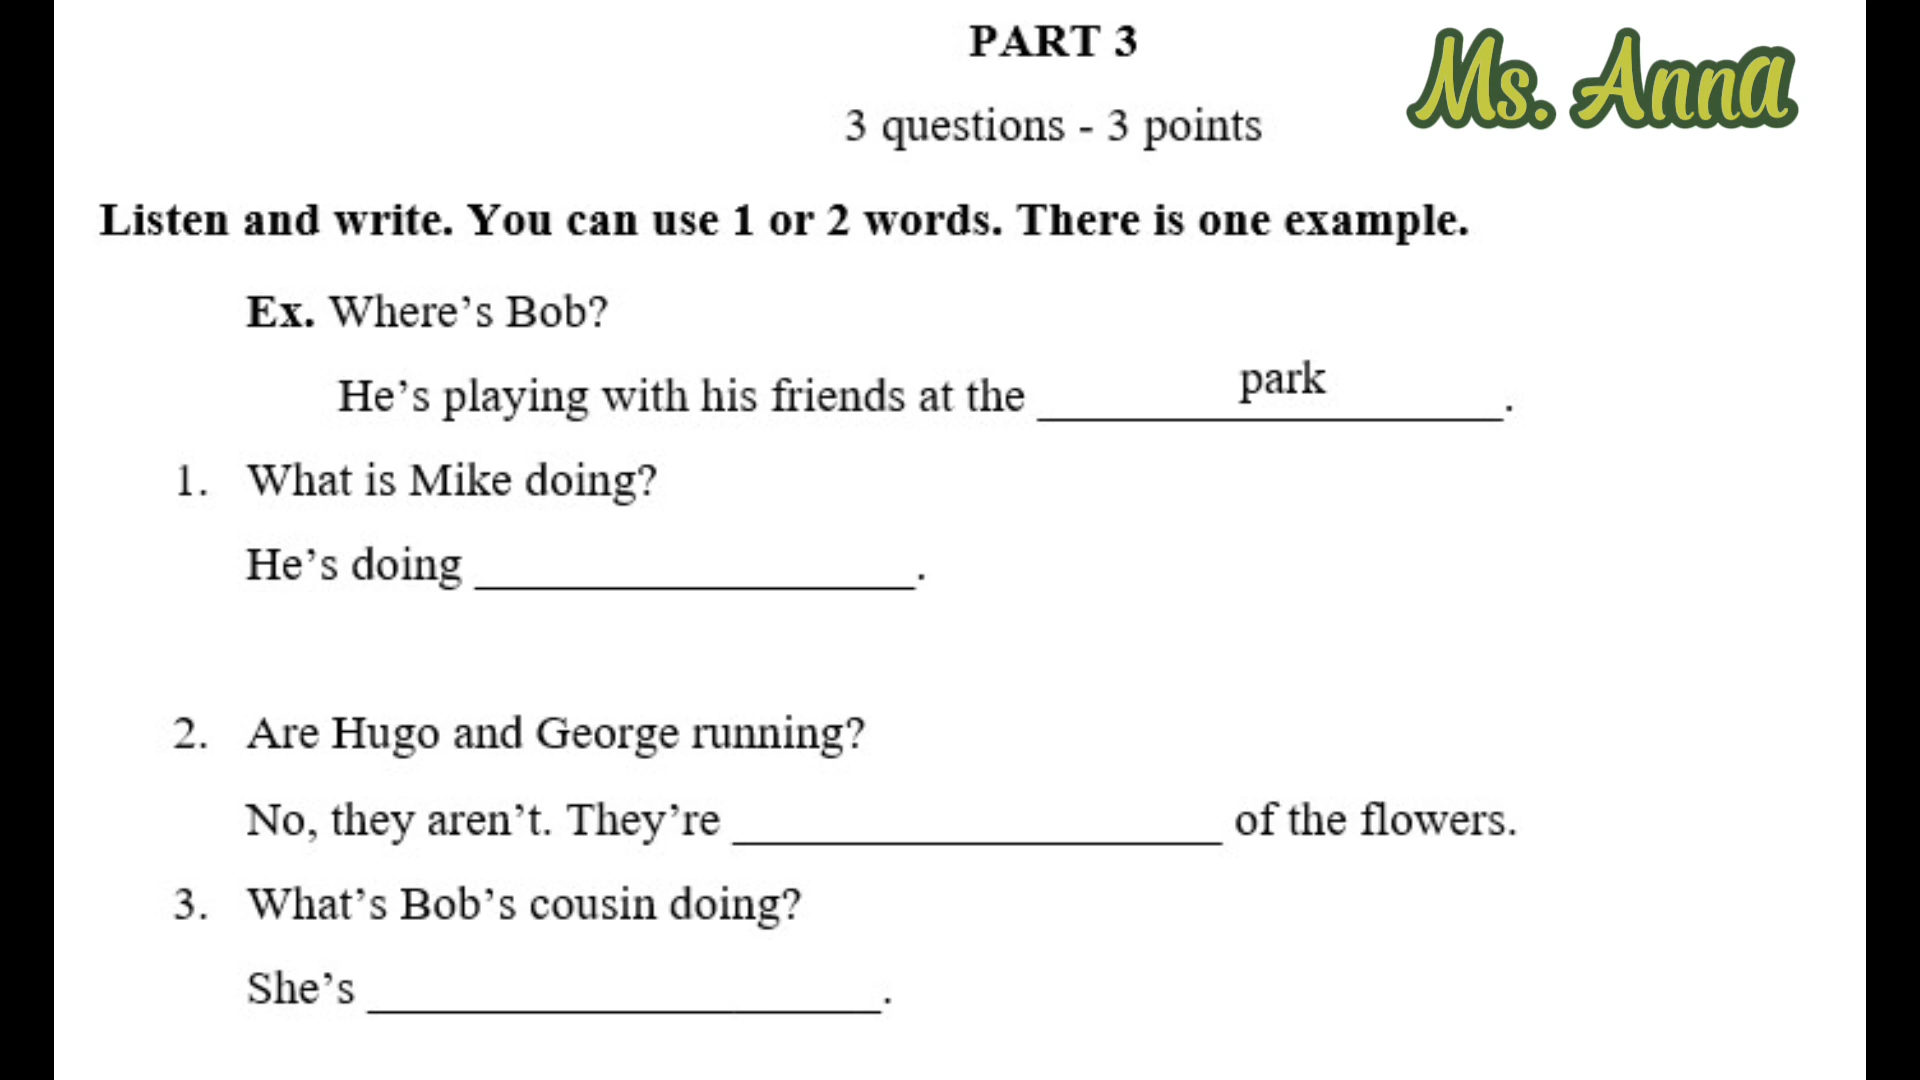 PART 3
Ms. Anna
3 questions - 3 points
Listen and write. You can use 1 or 2 words. There is one example.
Ex. Where’s Bob?
He’s playing with his friends at the park.
1. What is Mike doing?
He’s doing ____________________.
2. Are Hugo and George running?
No, they aren’t. They’re ______________________ of the flowers.
3. What’s Bob’s cousin doing?
She’s _______________________.